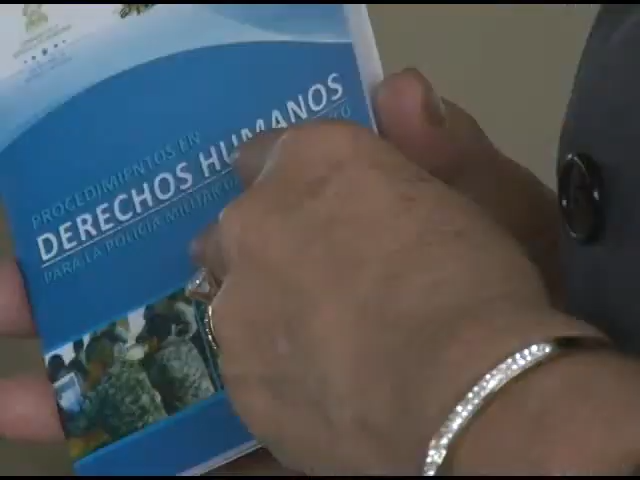 PROCEDIMIENTOS EN
DERECHOS HUMANOS
PARA LA POLICÍA MILITAR